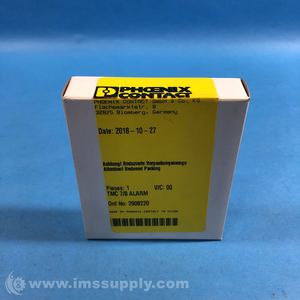 PHOENIX
CONTACT
PHOENIX CONTACT GmbH & Co. KG
Flachsmarktstr. 8
32825 Blomberg, Germany
Date: 2018-10-27
Achtung! Reduzierte Verpackungsmenge
Attention! Reduced Packing
Pieces: 1 V/C: 00
TMC 7/8 ALARM
Ord No: 2908220
www.imssupply.com